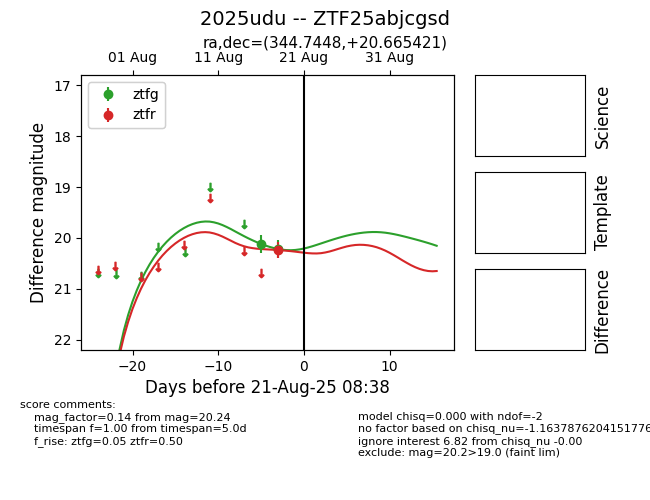 2025udu -- ZTF25abjcgsd
ra,dec=(344.7448,+20.665421)
01 Aug
11 Aug
21 Aug
31 Aug
ztfg
ztfr
17
18
19
20
21
22
Difference magnitude
−20
−10
0
10
Days before 21-Aug-25 08:38
Science
Template
Difference
score comments:
mag_factor=0.14 from mag=20.24
timespan f=1.00 from timespan=5.0d
f_rise: ztfg=0.05 ztfr=0.50
model chisq=0.000 with ndof=-2
no factor based on chisq_nu=-1.1637876204151776
ignore interest 6.82 from chisq_nu -0.00
exclude: mag=20.2>19.0 (faint lim)